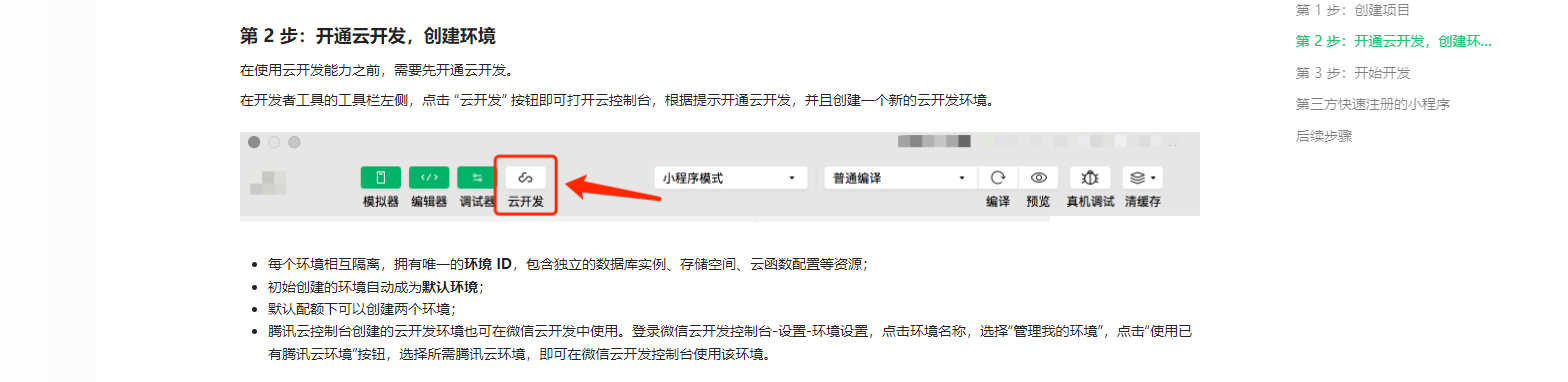 第 1 步：创建项目
第 2 步：开通云开发，创建环境
第 2 步：开通云开发，创建环...
在使用云开发能力之前，需要先开通云开发。
第 3 步：开始开发
在开发者工具的工具栏左侧，点击 “云开发” 按钮即可打开云控制台，根据提示开通云开发，并且创建一个新的云开发环境。
第三方快速注册的小程序
后续步骤
小程序模式
普通编译
模拟器 编辑器 调试器 云开发
编译 预览 真机调试 清缓存
每个环境相互隔离，拥有唯一的环境 ID，包含独立的数据库实例、存储空间、云函数配置等资源；
初始创建的环境自动成为默认环境；
默认配额下可以创建两个环境；
腾讯云控制台创建的云开发环境也可在微信云开发中使用。登录微信云开发控制台-设置-环境设置，点击环境名称，选择“管理我的环境”，点击“使用已
有腾讯云环境”按钮，选择所需腾讯云环境，即可在微信云开发控制台使用该环境。